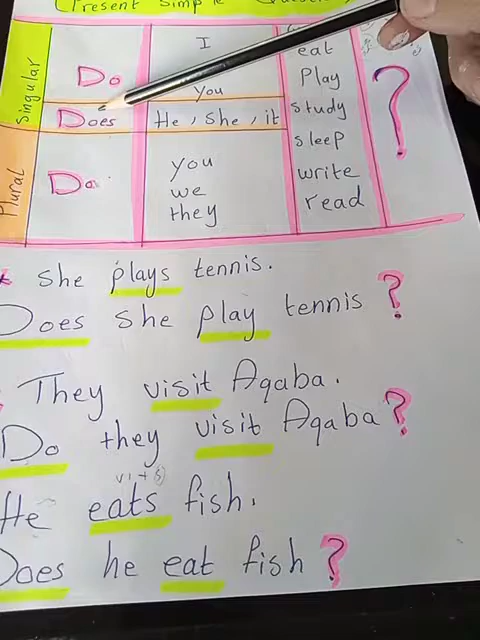 Present Simple
Singular
Do
I
you
Does
He, she, it
Plural
Do
you
we
they
eat
Play
study
sleep
write
read
?
She plays tennis.
Does she play tennis ?
They visit Aqaba.
Do they visit Aqaba ?
v1 + s
He eats fish.
Does he eat fish ?